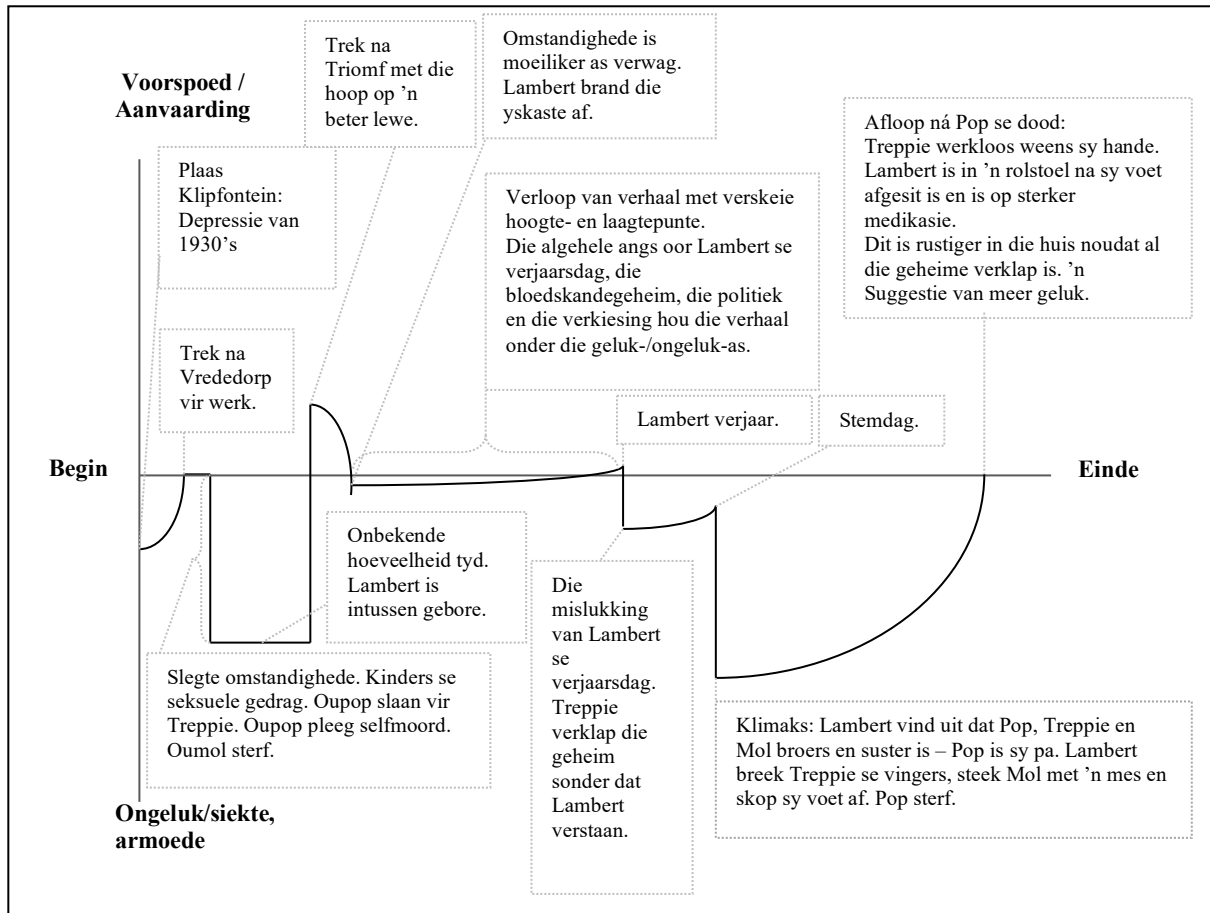 Voorspoed /
Aanvaarding
Plaas
Klipfontein:
Depressie van
1930’s
Trek na
Vrededorp
vir werk.
Trek na
Triomf met die
hoop op ’n
beter lewe.
Omstandighede is
moeiliker as verwag.
Lambert brand die
yskaste af.
Verloop van verhaal met verskeie
hoogte- en laagtepunte.
Die algehele angs oor Lambert se
verjaarsdag, die
bloedskandegeheim, die politiek
en die verkiesing hou die verhaal
onder die geluk-/ongeluk-as.
Afloop ná Pop se dood:
Treppie werkloos weens sy hande.
Lambert is in ’n rolstoel na sy voet
afgesit is en is op sterker
medikasie.
Dit is rustiger in die huis noudat al
die geheime verklap is. ’n
Suggestie van meer geluk.
Lambert verjaar.
Stemdag.
Begin
Einde
Onbekende
hoeveelheid tyd.
Lambert is
intussen gebore.
Slegte omstandighede. Kinders se
seksuele gedrag. Oupop slaan vir
Treppie. Oupop pleeg selfmoord.
Oumol sterf.
Die
mislukking
van Lambert
se
verjaarsdag.
Treppie
verklap die
geheim
sonder dat
Lambert
verstaan.
Klimaks: Lambert vind uit dat Pop, Treppie en
Mol broers en suster is – Pop is sy pa. Lambert
breek Treppie se vingers, steek Mol met ’n mes en
skop sy voet af. Pop sterf.
Ongeluk/siekte,
armoede